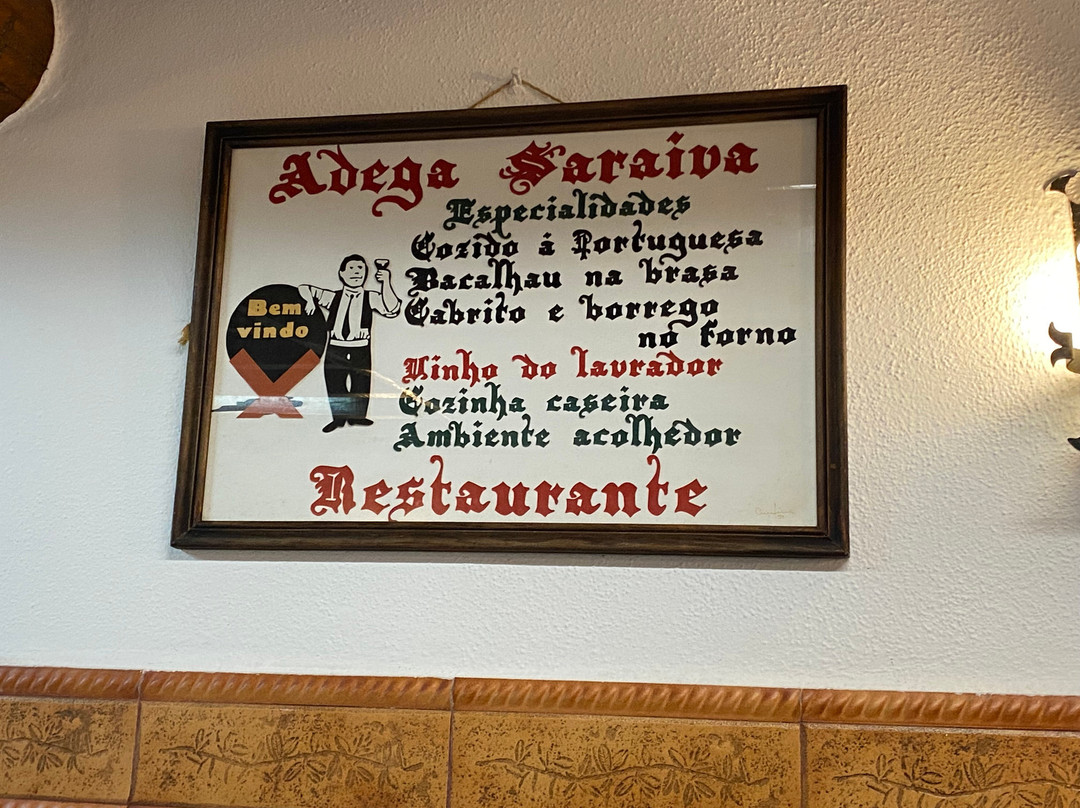 Adega Saraiva
Especialidades
Cozido á Portuguesa
Bacalhau na brasa
Cabrito e borrego
no forno
Vinho do lavrador
Cozinha caseira
Ambiente acolhedor
Restaurante
Bem
vindo